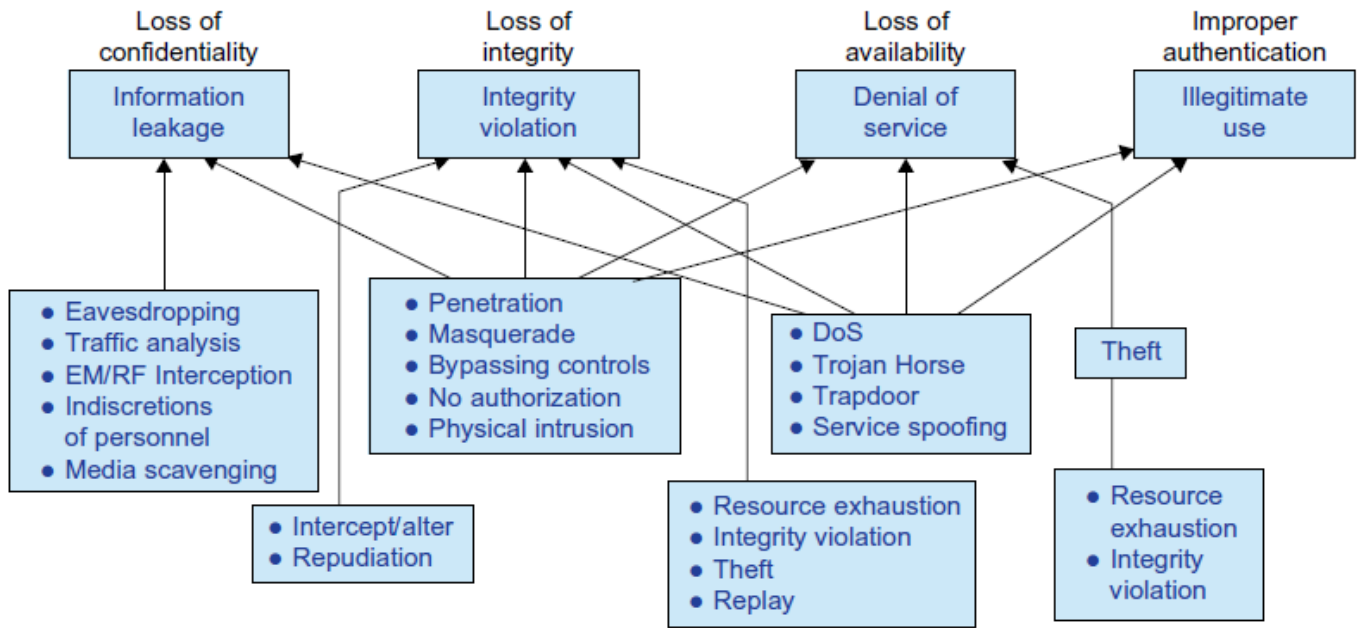 Loss of
confidentiality
Loss of
integrity
Loss of
availability
Improper
authentication
Information
leakage
Integrity
violation
Denial of
service
Illegitimate
use
● Eavesdropping
● Traffic analysis
● EM/RF Interception
● Indiscretions
of personnel
● Media scavenging
● Penetration
● Masquerade
● Bypassing controls
● No authorization
● Physical intrusion
● DoS
● Trojan Horse
● Trapdoor
● Service spoofing
Theft
● Intercept/alter
● Repudiation
● Resource exhaustion
● Integrity violation
● Theft
● Replay
● Resource
exhaustion
● Integrity
violation